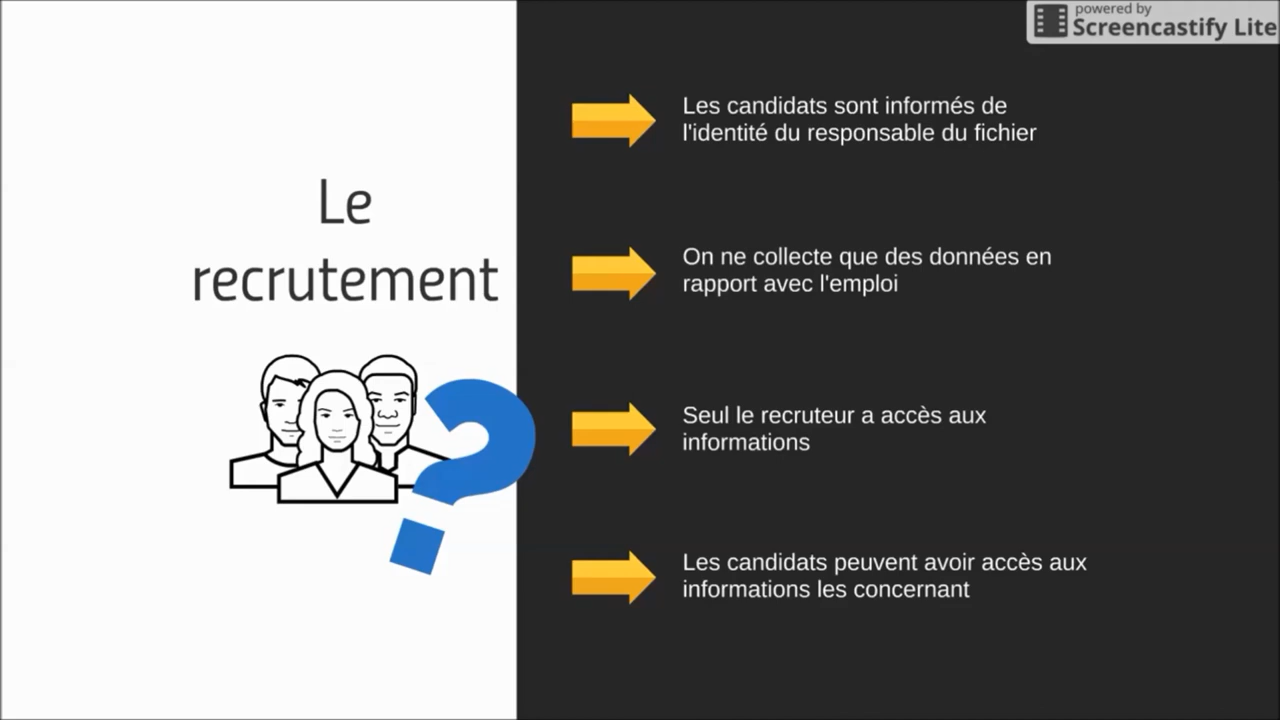 powered by
Screencastify Lite
Le
recrutement
Les candidats sont informés de
l'identité du responsable du fichier
On ne collecte que des données en
rapport avec l'emploi
Seul le recruteur a accès aux
informations
Les candidats peuvent avoir accès aux
informations les concernant